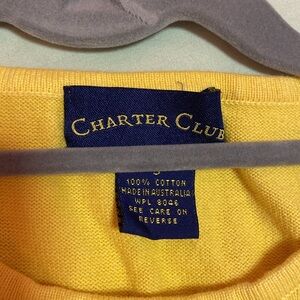 CHARTER CLUB
100% COTTON
MADE IN AUSTRALIA
WPL 8046
SEE CARE ON
REVERSE